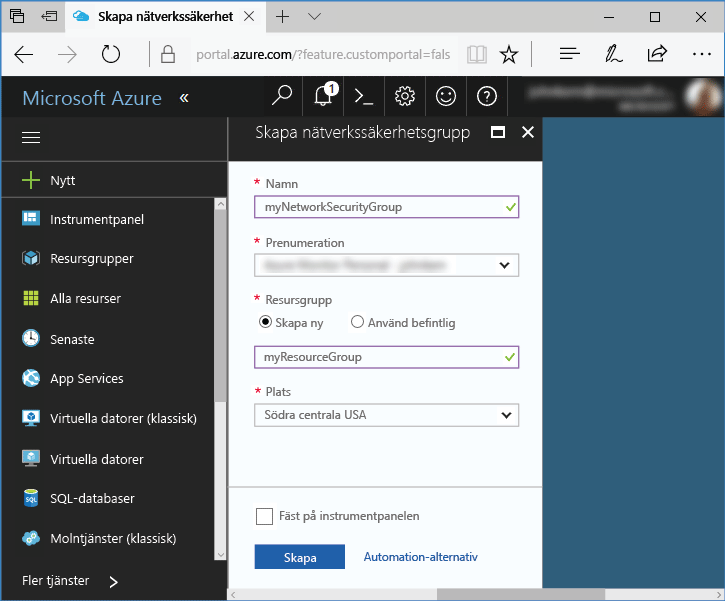 Skapa nätverkssäkerhet
portal.azure.com/?feature.customportal=fals
Microsoft Azure «
1
Skapa nätverkssäkerhetsgrupp
Nytt
Instrumentpanel
Resursgrupper
Alla resurser
Senaste
App Services
Virtuella datorer (klassisk)
Virtuella datorer
SQL-databaser
Molntjänster (klassisk)
Fler tjänster
* Namn
myNetworkSecurityGroup
* Prenumeration
* Resursgrupp
Skapa ny Använd befintlig
myResourceGroup
* Plats
Södra centrala USA
Fäst på instrumentpanelen
Skapa Automation-alternativ